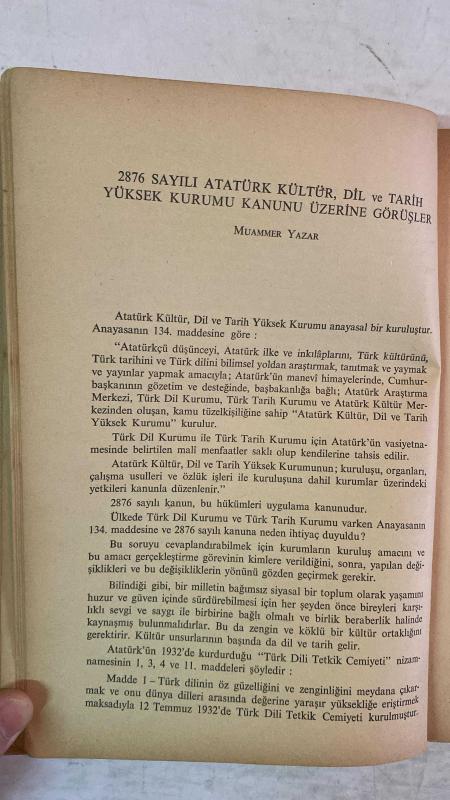 2876 SAYILI ATATÜRK KÜLTÜR, DİL ve TARİH
YÜKSEK KURUMU KANUNU ÜZERİNE GÖRÜŞLER
MUAMMER YAZAR
Atatürk Kültür, Dil ve Tarih Yüksek Kurumu anayasal bir kuruluştur.
Anayasanın 134. maddesine göre :
“Atatürkçü düşünceyi, Atatürk ilke ve inkılâplarını, Türk kültürünü,
Türk tarihini ve Türk dilini bilimsel yoldan araştırmak, tanıtmak ve yaymak
ve yayınlar yapmak amacıyla; Atatürk'ün manevî himayelerinde, Cumhur-
başkanının gözetim ve desteğinde, başbakanlığa bağlı; Atatürk Araştırma
Merkezi, Türk Dil Kurumu, Türk Tarih Kurumu ve Atatürk Kültür Mer-
kezinden oluşan, kamu tüzelkişiliğine sahip “Atatürk Kültür, Dil ve Tarih
Yüksek Kurumu” kurulur.
Türk Dil Kurumu ile Türk Tarih Kurumu için Atatürk'ün vasiyetna-
mesinde belirtilen malî menfaatler saklı olup kendilerine tahsis edilir.
Atatürk Kültür, Dil ve Tarih Yüksek Kurumunun; kuruluşu, organları,
çalışma usulleri ve özlük işleri ile kuruluşuna dahil kurumlar üzerindeki
yetkileri kanunla düzenlenir.”
2876 sayılı kanun, bu hükümleri uygulama kanunudur.
Ülkede Türk Dil Kurumu ve Türk Tarih Kurumu varken Anayasanın
134. maddesine ve 2876 sayılı kanuna neden ihtiyaç duyuldu?
Bu soruyu cevaplandırabilmek için kurumların kuruluş amacını ve
bu amacı gerçekleştirme görevinin kimlere verildiğini, sonra, yapılan deği-
şiklikleri ve bu değişikliklerin yönünü gözden geçirmek gerekir.
Bilindiği gibi, bir milletin bağımsız siyasal bir toplum olarak yaşamını
huzur ve güven içinde sürdürebilmesi için her şeyden önce bireyleri karşı-
lıklı sevgi ve saygı ile birbirine bağlı olmalı ve birlik beraberlik halinde
kaynaşmış bulunmalıdırlar. Bu da zengin ve köklü bir kültür ortaklığını
gerektirir. Kültür unsurlarının başında da dil ve tarih gelir.
Atatürk'ün 1932'de kurdurduğu “Türk Dili Tetkik Cemiyeti” nizam-
namesinin 1, 3, 4 ve 11. maddeleri şöyledir :
Madde 1 – Türk dilinin öz güzelliğini ve zenginliğini meydana çıkar-
mak ve onu dünya dilleri arasında değerine yaraşır yüksekliğe eriştirmek
maksadıyla 12 Temmuz 1932'de Türk Dili Tetkik Cemiyeti kurulmuştur.